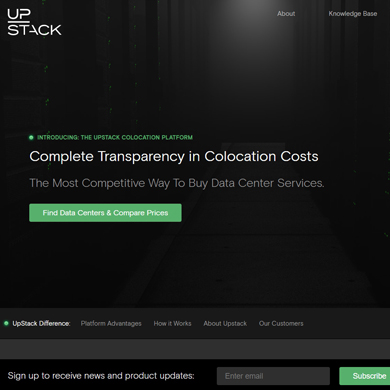 UP
STACK
About
Knowledge Base
INTRODUCING: THE UPSTACK COLOCATION PLATFORM
Complete Transparency in Colocation Costs
The Most Competitive Way To Buy Data Center Services.
Find Data Centers & Compare Prices
UpStack Difference:
Platform Advantages
How it Works
About Upstack
Our Customers
Sign up to receive news and product updates:
Enter email
Subscribe